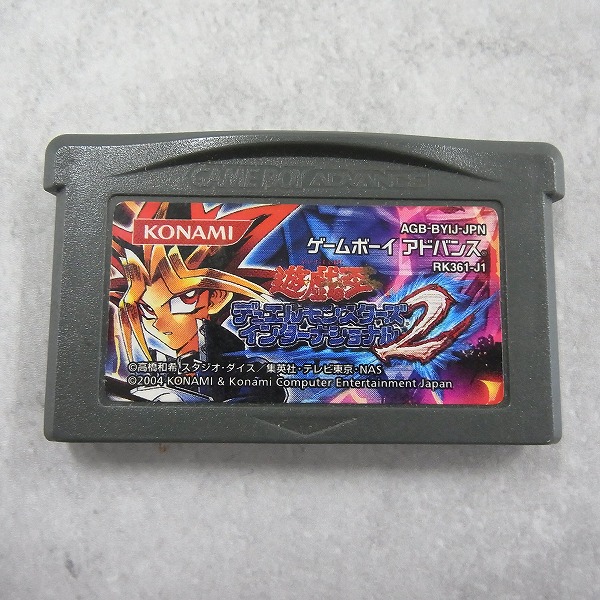 GAME BOY ADVANCE
KONAMI
AGB-BYIJ-JPN
ゲームボーイ アドバンス®
RK361-J1
遊戯王
デュエルモンスターズ
インターナショナル2
©高橋和希 スタジオ・ダイス／集英社・テレビ東京・NAS
©2004 KONAMI & Konami Computer Entertainment Japan